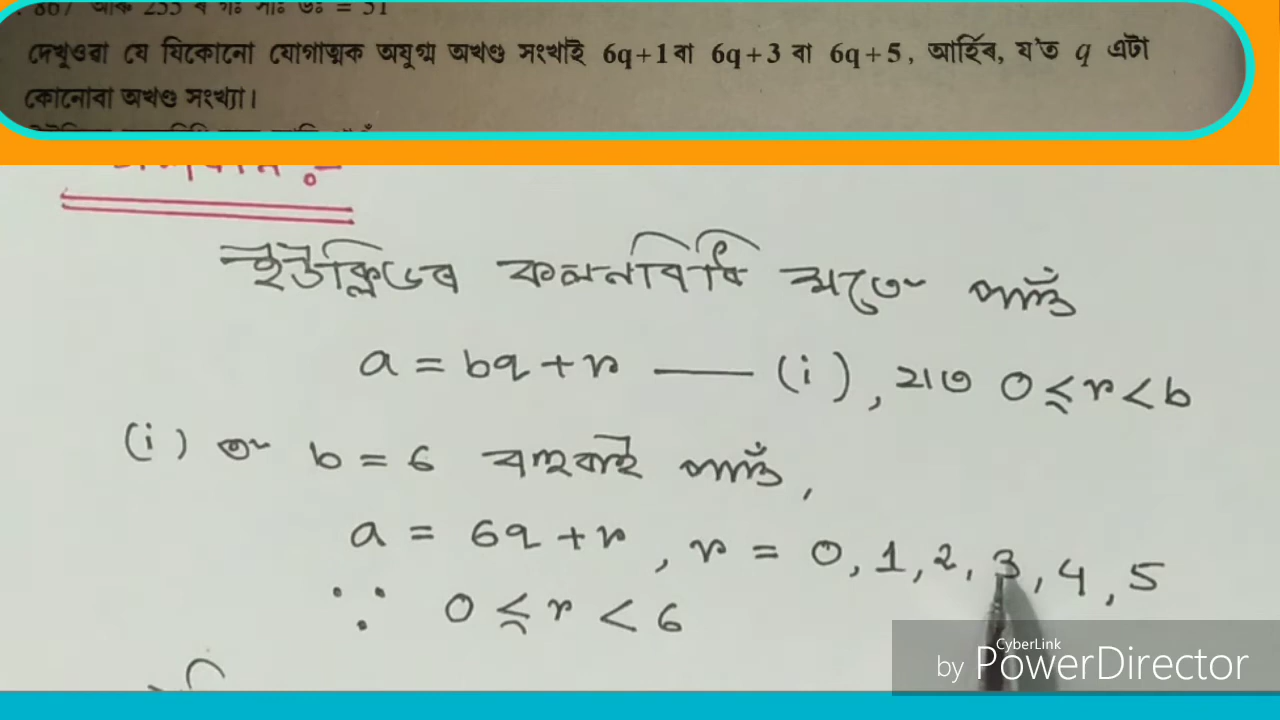 দেখুওৱা যে যিকোনো যোগাত্মক অযুগ্ম অখণ্ড সংখ্যাই 6q+1 বা 6q+3 বা 6q+5, আৰ্হিৰ, য'ত q এটা
কোনোবা অখণ্ড সংখ্যা।
ইউক্লিডৰ কলনবিধি মতে পাওঁ
a = bq + r — (i), য'ত 0 ≤ r < b
(i) ত b = 6 বহুৱাই পাওঁ,
a = 6q + r, r = 0, 1, 2, 3, 4, 5
∵ 0 ≤ r < 6
CyberLink
by PowerDirector